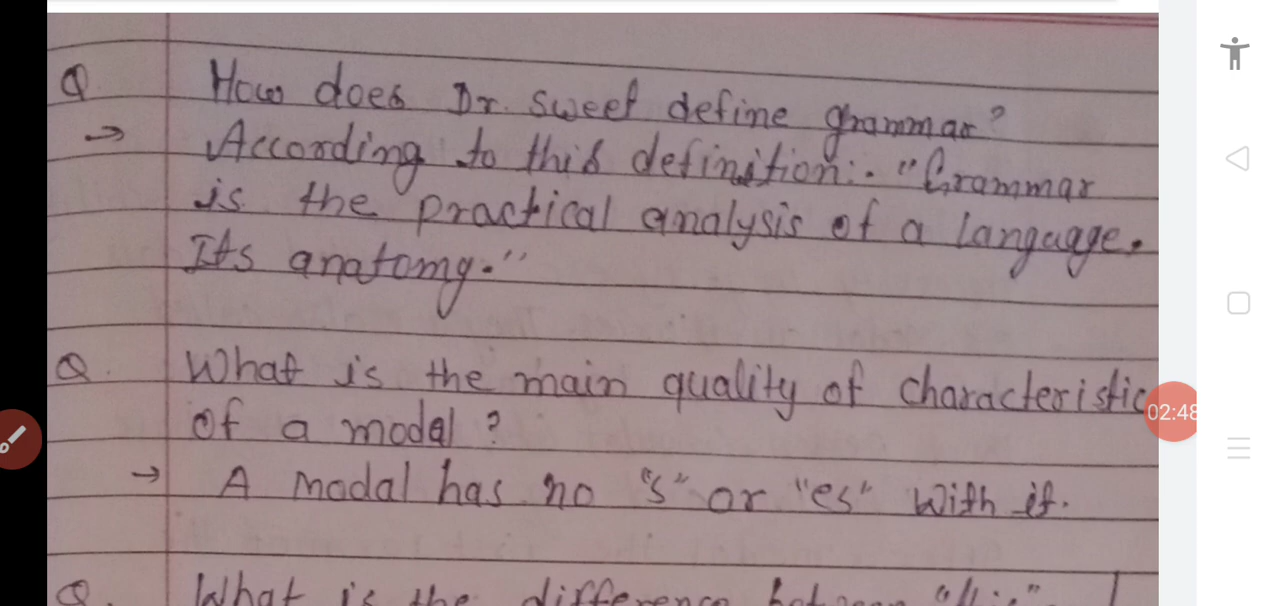 Q How does Dr. Sweet define grammar?
→ According to this definition:- "Grammar
is the practical analysis of a language.
Its anatomy."
Q. What is the main quality of characteristic
of a modal?
→ A modal has no "s" or "es" with it.
Q. What is the difference between
02:48